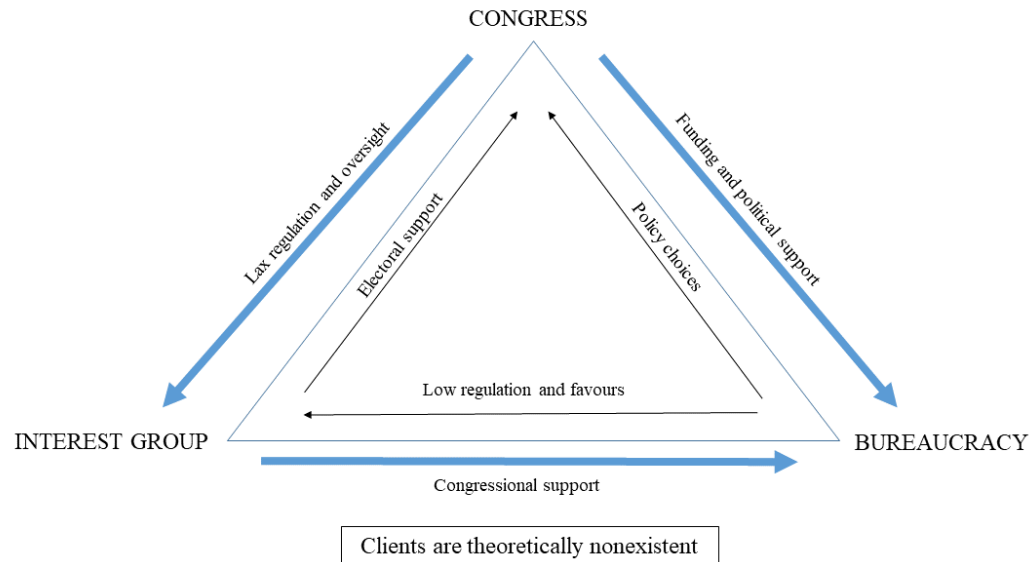 CONGRESS
Lax regulation and oversight
Electoral support
Policy choices
Funding and political support
Low regulation and favours
INTEREST GROUP
BUREAUCRACY
Congressional support
Clients are theoretically nonexistent